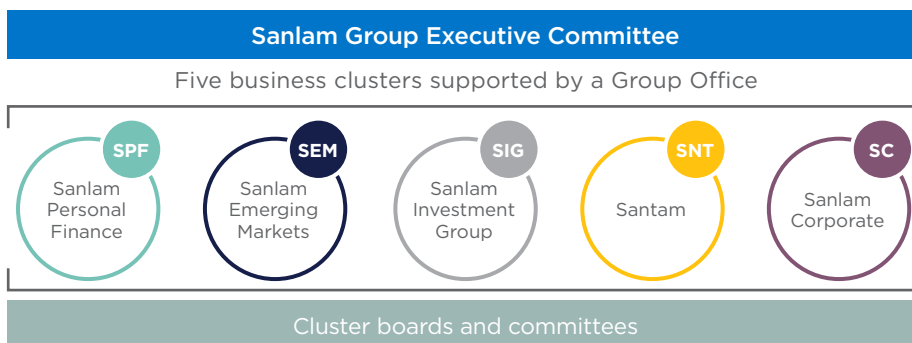 Sanlam Group Executive Committee
Five business clusters supported by a Group Office
SPF
Sanlam
Personal
Finance
SEM
Sanlam
Emerging
Markets
SIG
Sanlam
Investment
Group
SNT
Santam
SC
Sanlam
Corporate
Cluster boards and committees